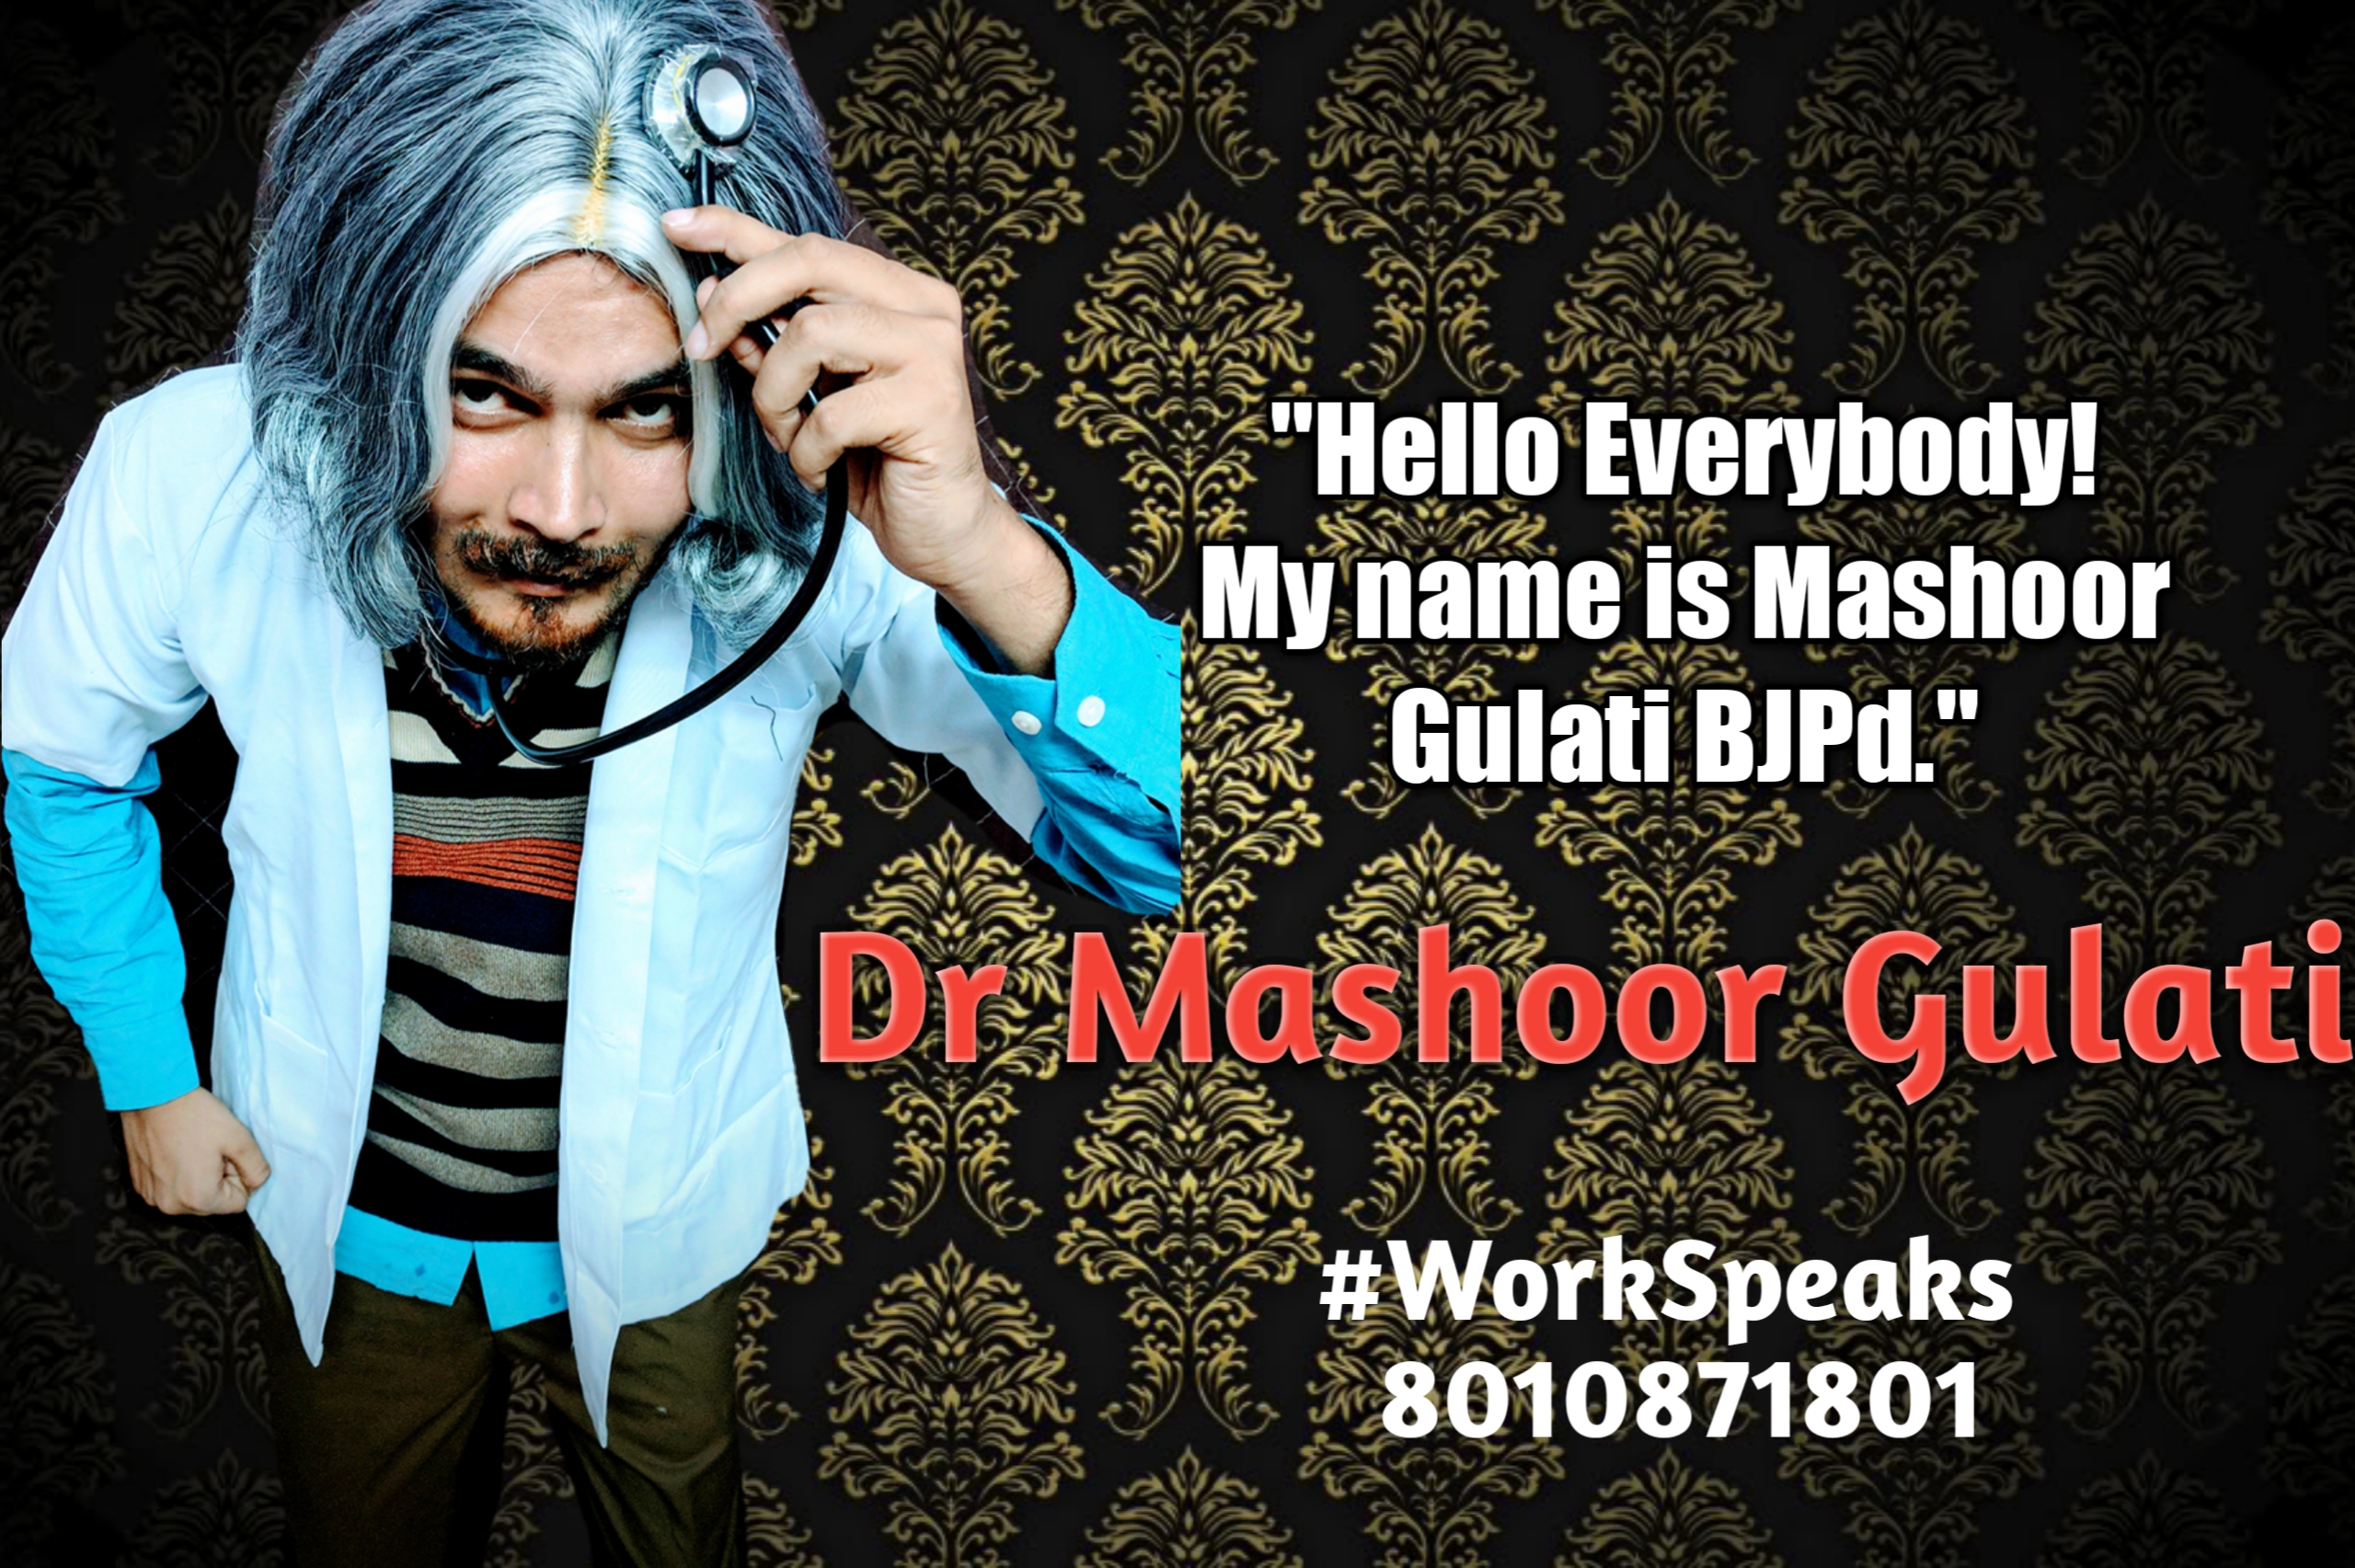 "Hello Everybody!
My name is Mashoor
Gulati BJPd."
Dr Mashoor Gulati
#WorkSpeaks
8010871801